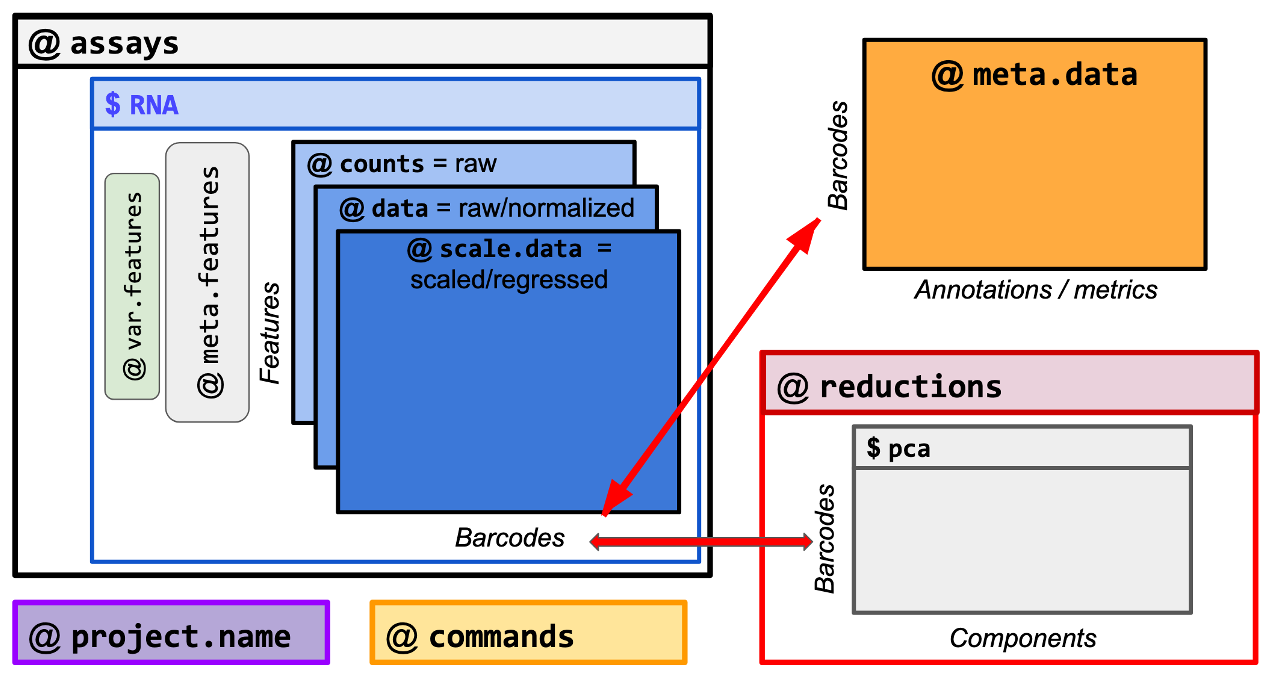 @ assays
$ RNA
@ var.features
@ meta.features
Features
@ counts = raw
@ data = raw/normalized
@ scale.data =
scaled/regressed
Barcodes
@ meta.data
Barcodes
Annotations / metrics
@ reductions
$ pca
Barcodes
Components
@ project.name
@ commands